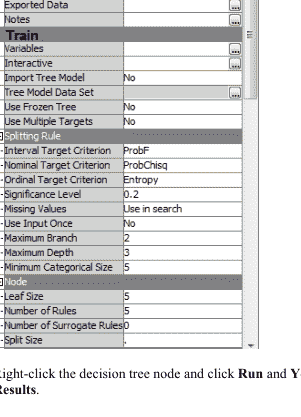 Exported Data
Notes
Train
Variables
Interactive
Import Tree Model No
Tree Model Data Set
Use Frozen Tree No
Use Multiple Targets No
Splitting Rule
Interval Target Criterion ProbF
Nominal Target Criterion ProbChisq
Ordinal Target Criterion Entropy
Significance Level 0.2
Missing Values Use in search
Use Input Once No
Maximum Branch 2
Maximum Depth 3
Minimum Categorical Size 5
Node
Leaf Size 5
Number of Rules 5
Number of Surrogate Rules 0
Split Size .
Right-click the decision tree node and click Run and Y
Results.